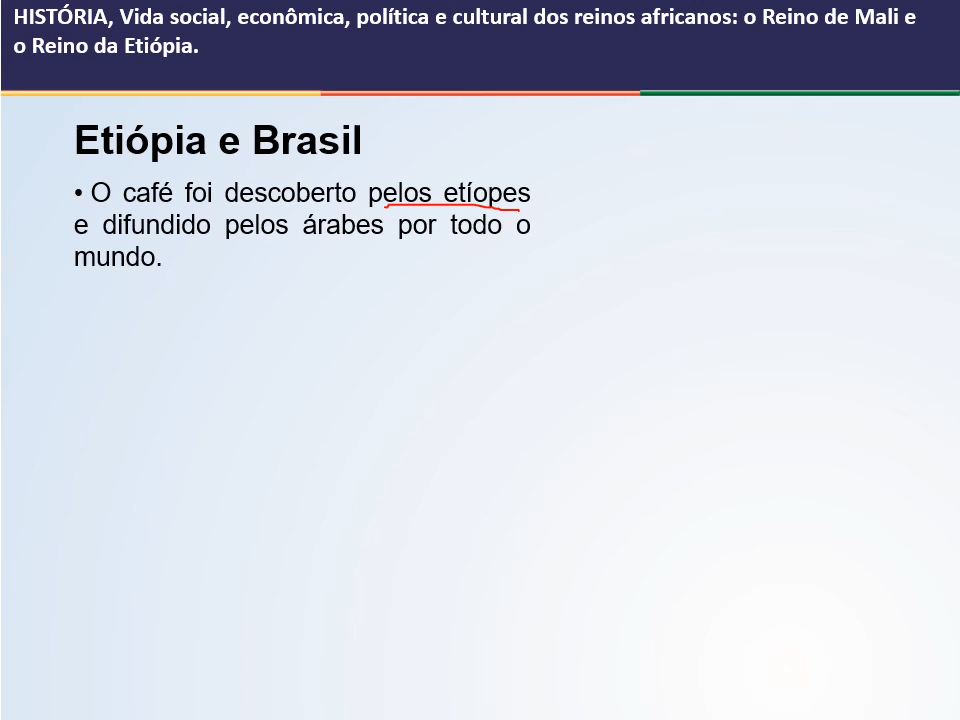 HISTÓRIA, Vida social, econômica, política e cultural dos reinos africanos: o Reino de Mali e
o Reino da Etiópia.
Etiópia e Brasil
• O café foi descoberto pelos etíopes
e difundido pelos árabes por todo o
mundo.